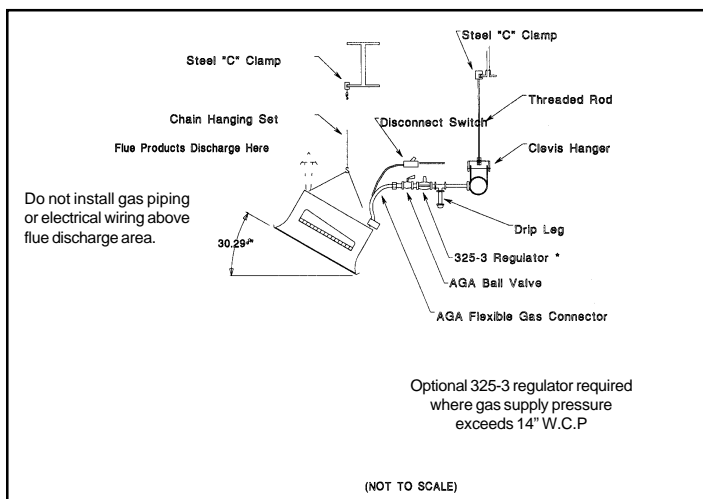 Steel "C" Clamp
Steel "C" Clamp
Threaded Rod
Chain Hanging Set
Disconnect Switch
Flue Products Discharge Here
Clevis Hanger
Do not install gas piping
or electrical wiring above
flue discharge area.
Drip Leg
30.29°
325-3 Regulator *
AGA Ball Valve
AGA Flexible Gas Connector
Optional 325-3 regulator required
where gas supply pressure
exceeds 14" W.C.P
(NOT TO SCALE)